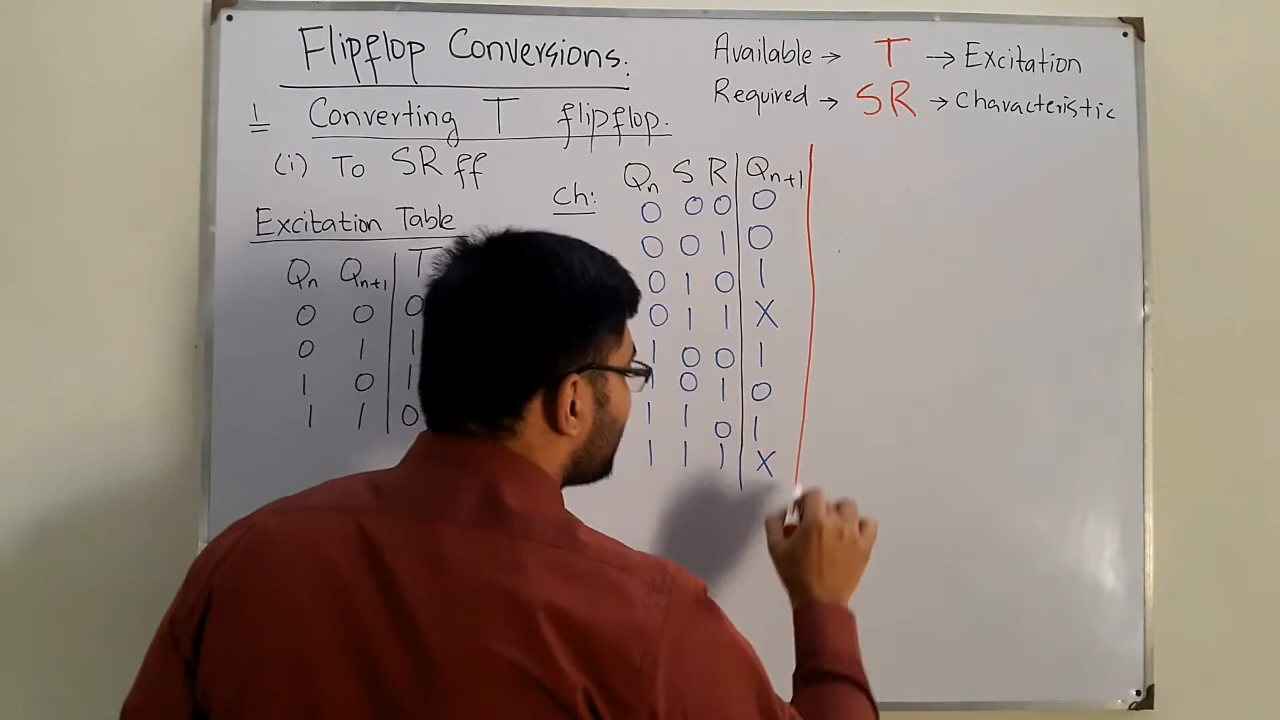 Flipflop Conversions:
1 Converting T flipflop.
(i) To SR ff
Available → T → Excitation
Required → SR → Characteristic
Excitation Table
Qn Qn+1 T
0 0 0
0 1 1
1 0 1
1 1 0
Ch:
Qn S R Qn+1
0 0 0 0
0 0 1 0
0 1 0 1
0 1 1 X
1 0 0 1
1 0 1 0
1 1 0 1
1 1 1 X